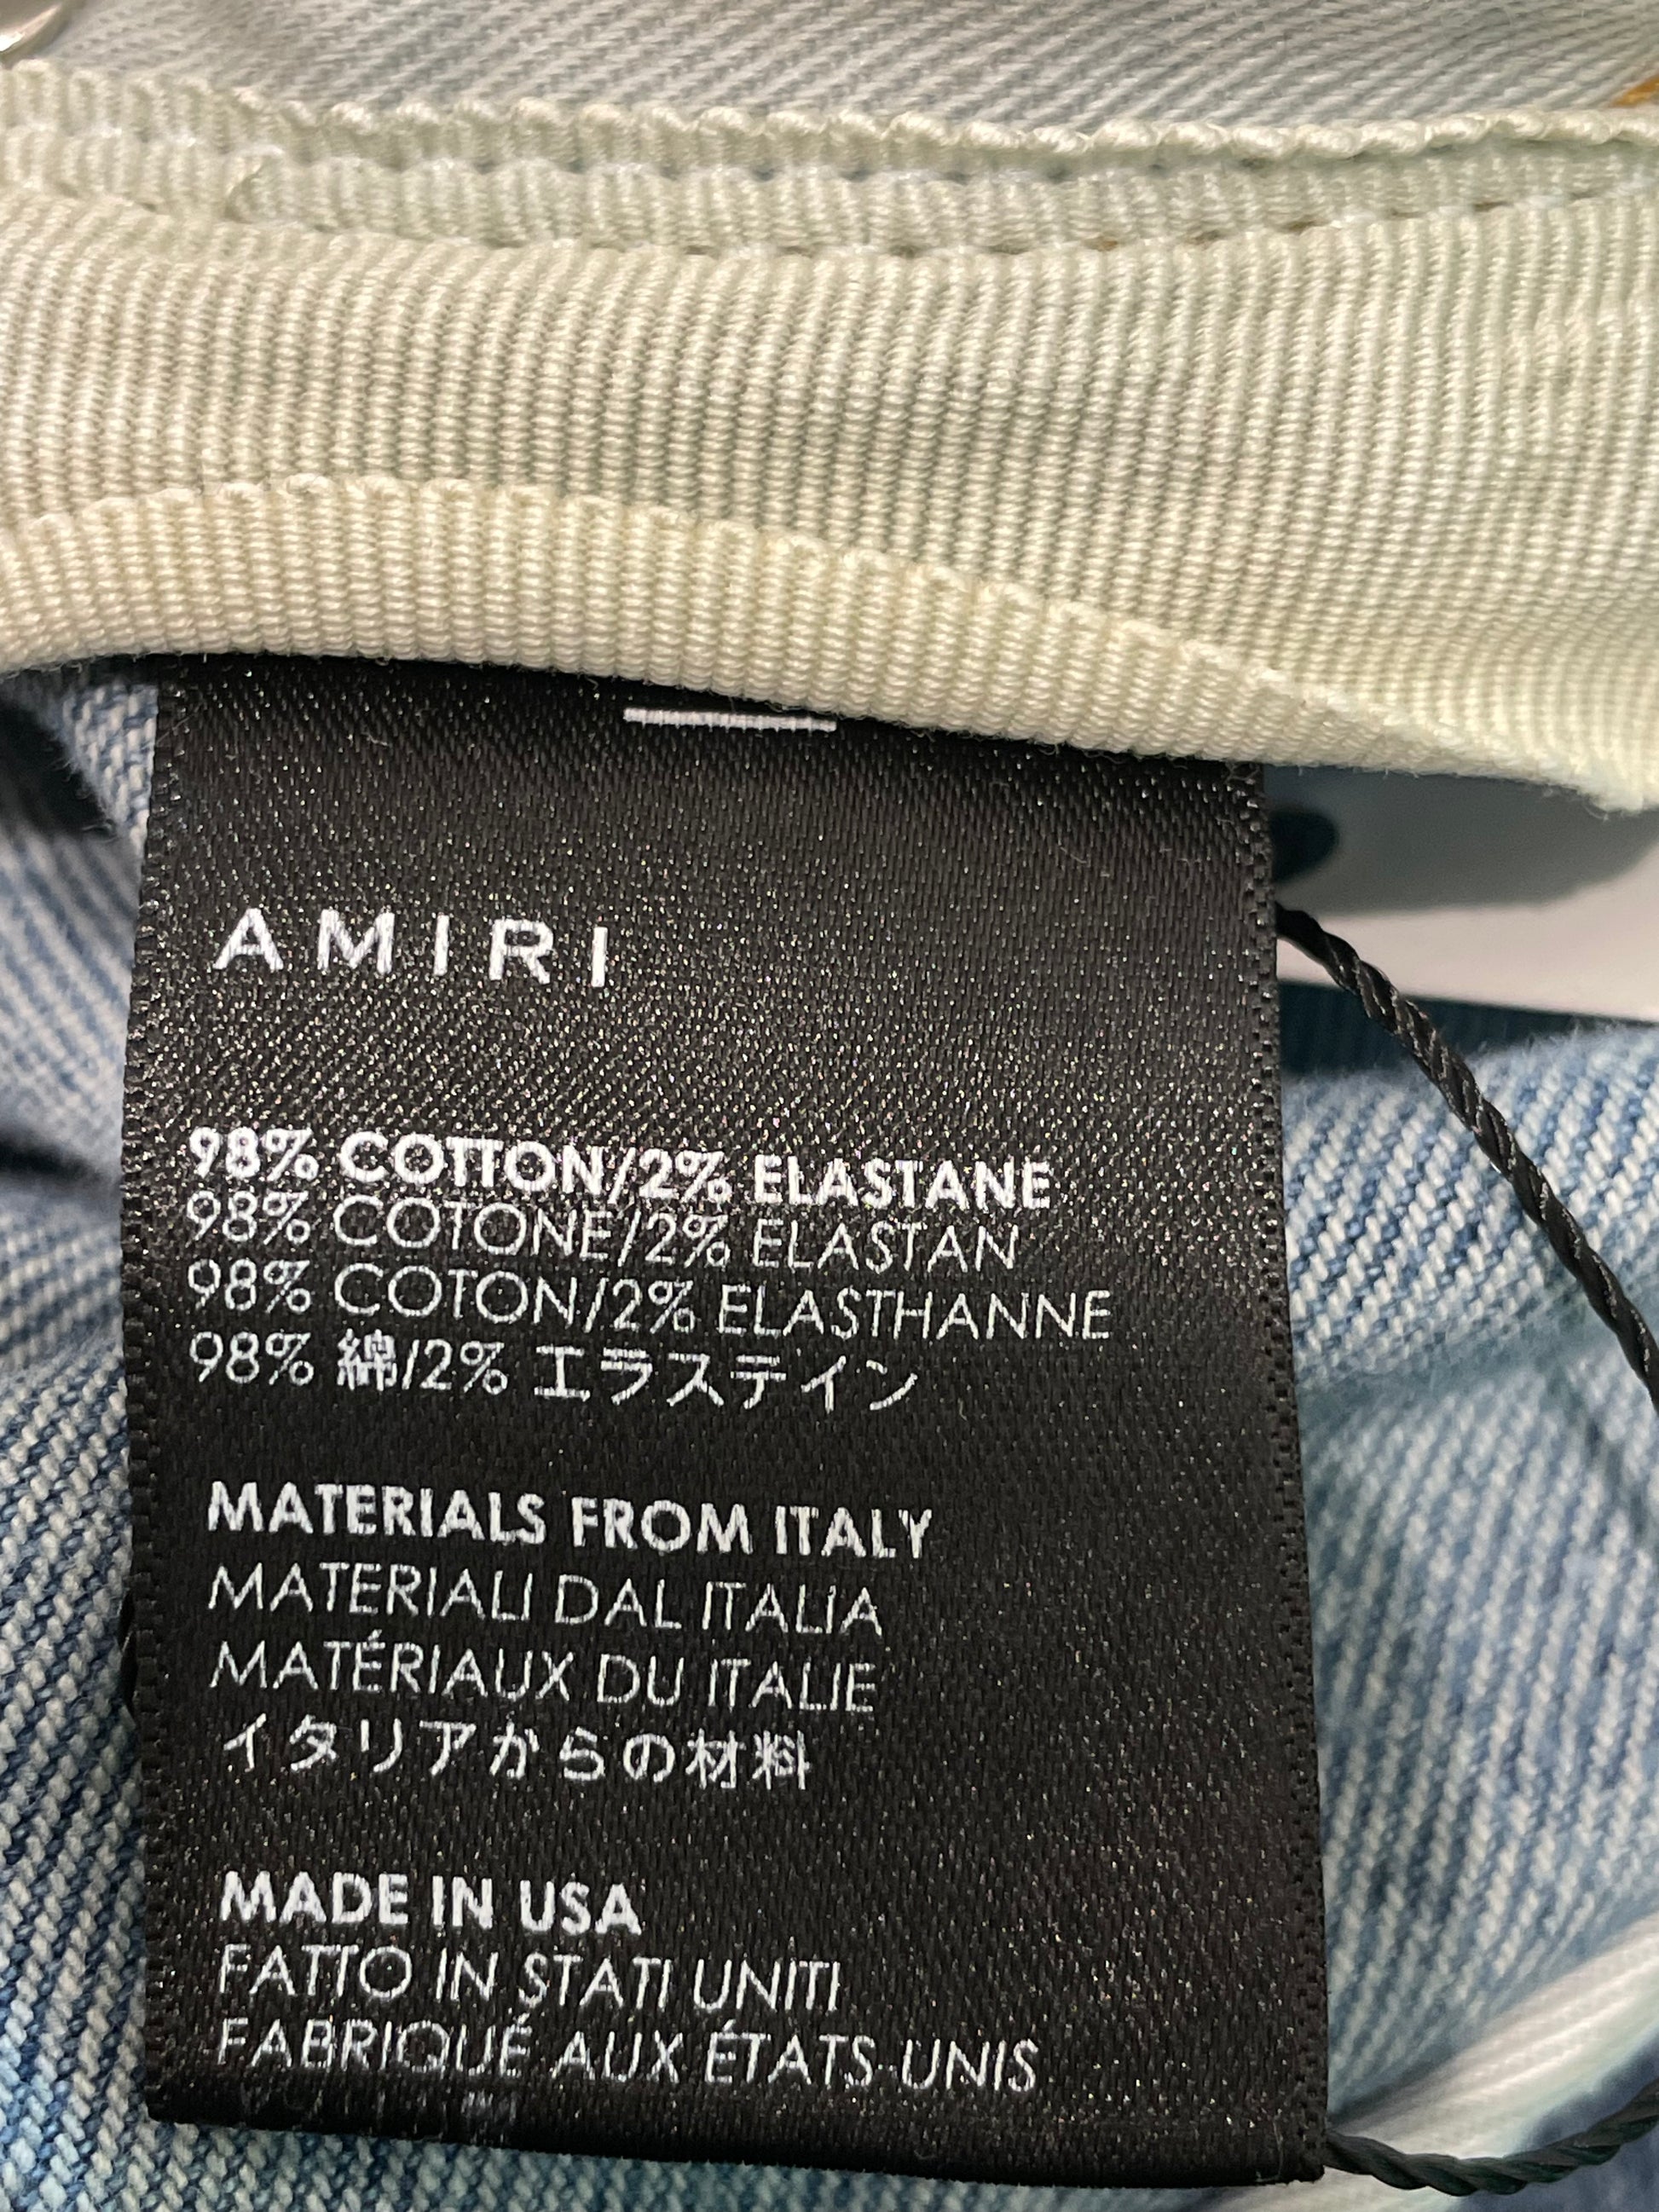 AMIRI
98% COTTON/2% ELASTANE
98% COTONE/2% ELASTAN
98% COTON/2% ELASTHANNE
98% 綿/2% エラステイン
MATERIALS FROM ITALY
MATERIALI DAL ITALIA
MATÉRIAUX DU ITALIE
イタリアからの材料
MADE IN USA
FATTO IN STATI UNITI
FABRIQUÉ AUX ÉTATS-UNIS